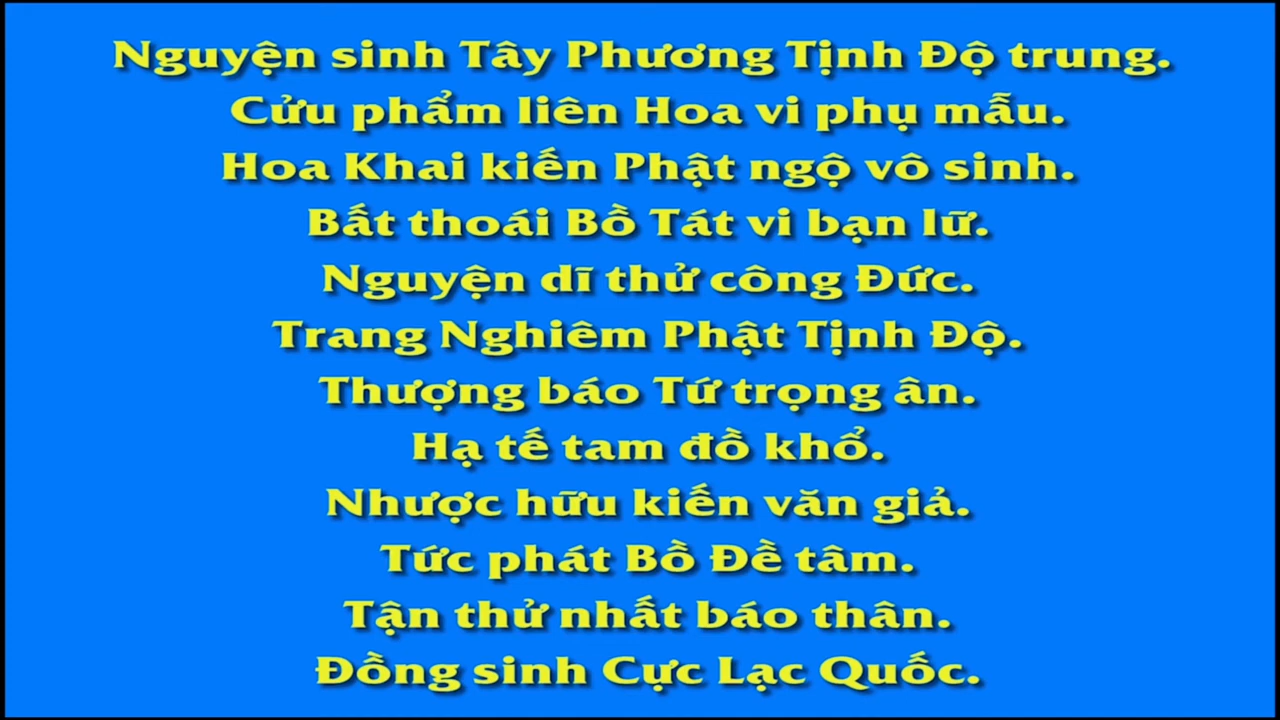 Nguyện sinh Tây Phương Tịnh Độ trung.
Cửu phẩm liên Hoa vi phụ mẫu.
Hoa Khai kiến Phật ngộ vô sinh.
Bất thoái Bồ Tát vi bạn lữ.
Nguyện dĩ thử công Đức.
Trang Nghiêm Phật Tịnh Độ.
Thượng báo Tứ trọng ân.
Hạ tế tam đồ khổ.
Nhược hữu kiến văn giả.
Tức phát Bồ Đề tâm.
Tận thử nhất báo thân.
Đồng sinh Cực Lạc Quốc.